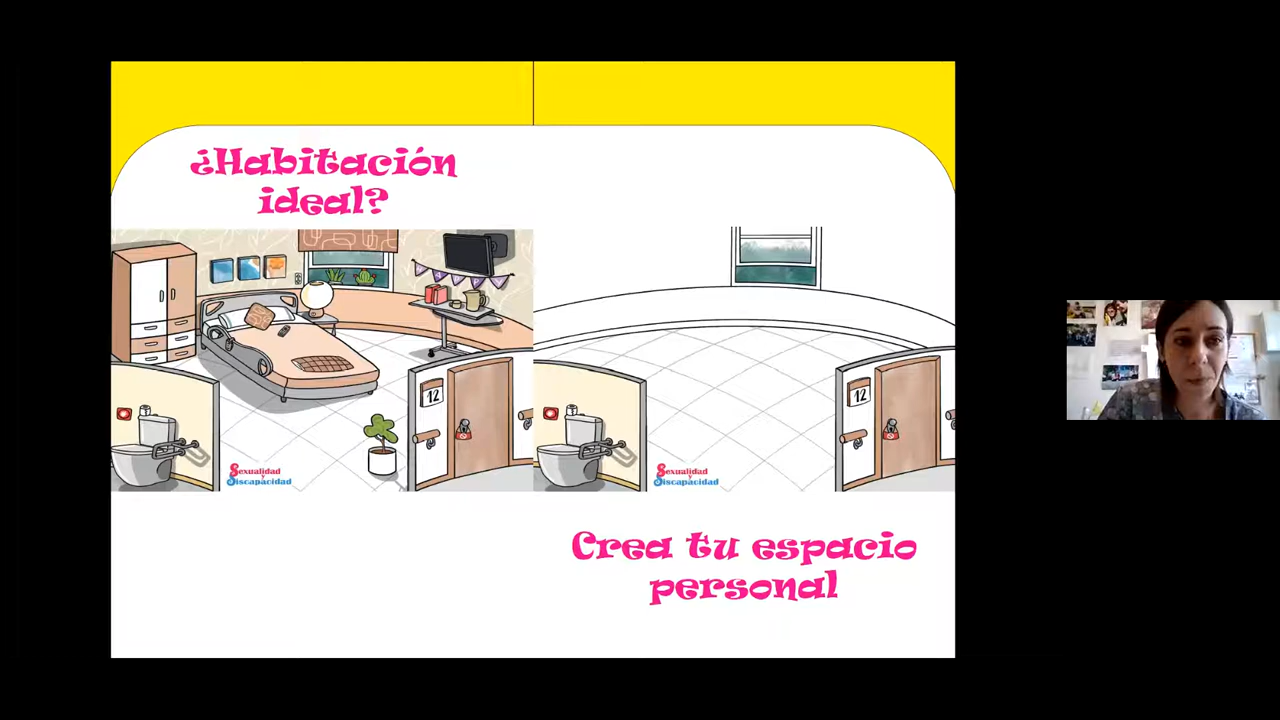 ¿Habitación
ideal?
12
Sexualidad
y
Discapacidad
12
Sexualidad
y
Discapacidad
Crea tu espacio
personal